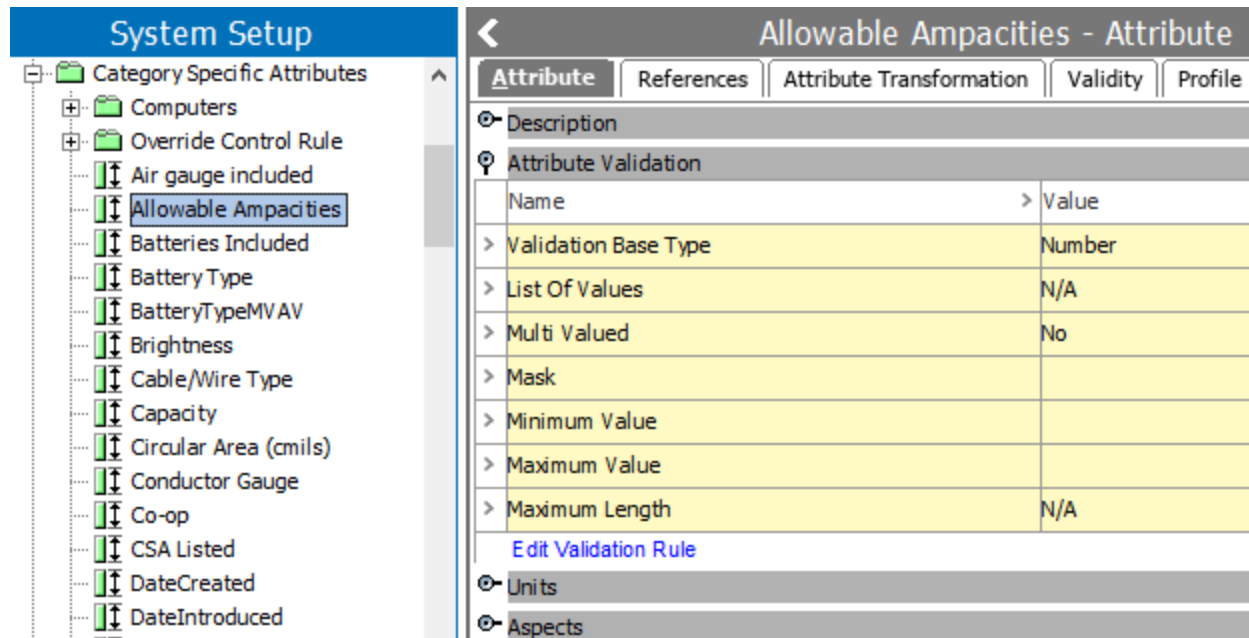 System Setup
Category Specific Attributes
Computers
Override Control Rule
Air gauge included
Allowable Ampacities
Batteries Included
Battery Type
BatteryTypeMVAV
Brightness
Cable/Wire Type
Capacity
Circular Area (cmils)
Conductor Gauge
Co-op
CSA Listed
DateCreated
DateIntroduced
Allowable Ampacities - Attribute
Attribute References Attribute Transformation Validity Profile
Description
Attribute Validation
Name > Value
> Validation Base Type Number
> List Of Values N/A
> Multi Valued No
> Mask
> Minimum Value
> Maximum Value
> Maximum Length N/A
Edit Validation Rule
Units
Aspects